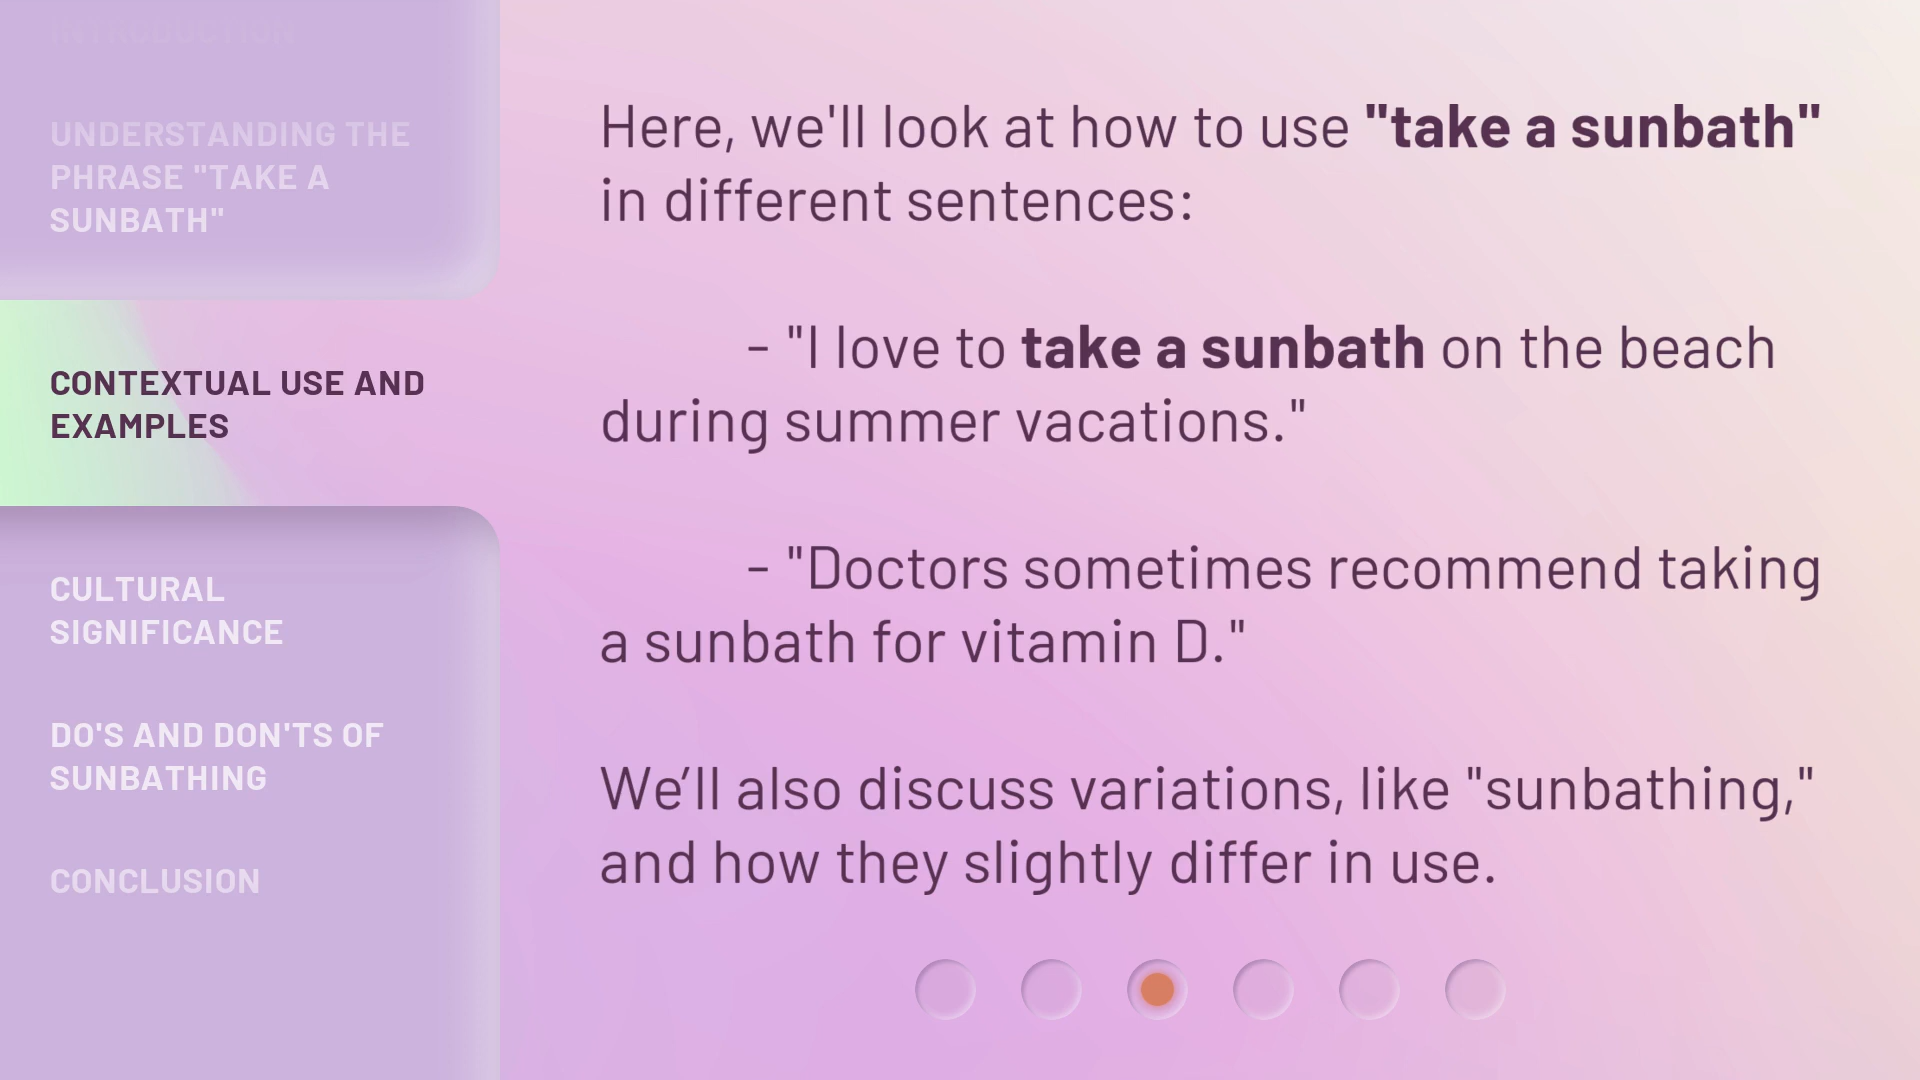 INTRODUCTION
UNDERSTANDING THE
PHRASE "TAKE A
SUNBATH"
CONTEXTUAL USE AND
EXAMPLES
CULTURAL
SIGNIFICANCE
DO'S AND DON'TS OF
SUNBATHING
CONCLUSION
Here, we'll look at how to use "take a sunbath"
in different sentences:
- "I love to take a sunbath on the beach
during summer vacations."
- "Doctors sometimes recommend taking
a sunbath for vitamin D."
We’ll also discuss variations, like "sunbathing,"
and how they slightly differ in use.